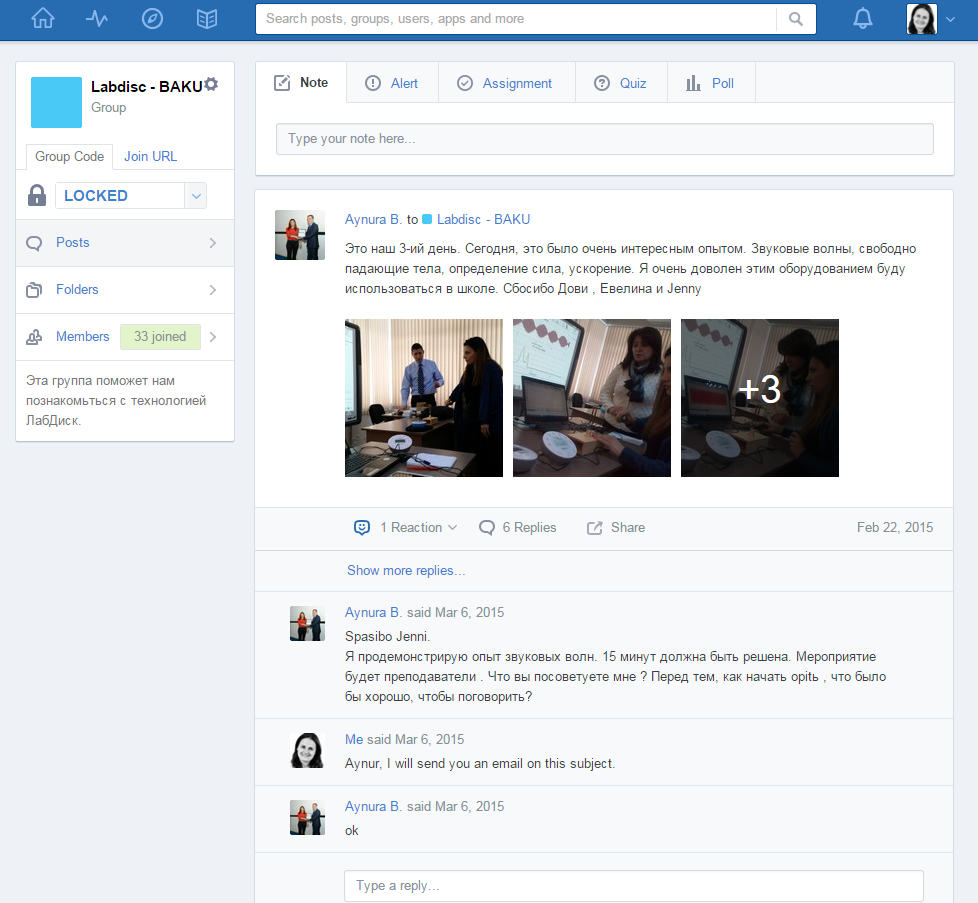 Search posts, groups, users, apps and more
Labdisc - BAKU
Group
Group Code Join URL
LOCKED
Posts
Folders
Members 33 joined
Эта группа поможет нам
познакомьться с технологией
ЛабДиск.
Note Alert Assignment Quiz Poll
Type your note here...
Aynura B. to Labdisc - BAKU
Это наш 3-ий день. Сегодня, это было очень интересным опытом. Звуковые волны, свободно
падающие тела, определение сила, ускорение. Я очень доволен этим оборудованием буду
использоваться в школе. Сбосибо Дови , Евелина и Jenny
+3
1 Reaction 6 Replies Share Feb 22, 2015
Show more replies...
Aynura B. said Mar 6, 2015
Spasibo Jenni.
Я продемонстрирую опыт звуковых волн. 15 минут должна быть решена. Мероприятие
будет преподаватели . Что вы посоветуете мне ? Перед тем, как начать opitь , что было
бы хорошо, чтобы поговорить?
Me said Mar 6, 2015
Aynur, I will send you an email on this subject.
Aynura B. said Mar 6, 2015
ok
Type a reply...